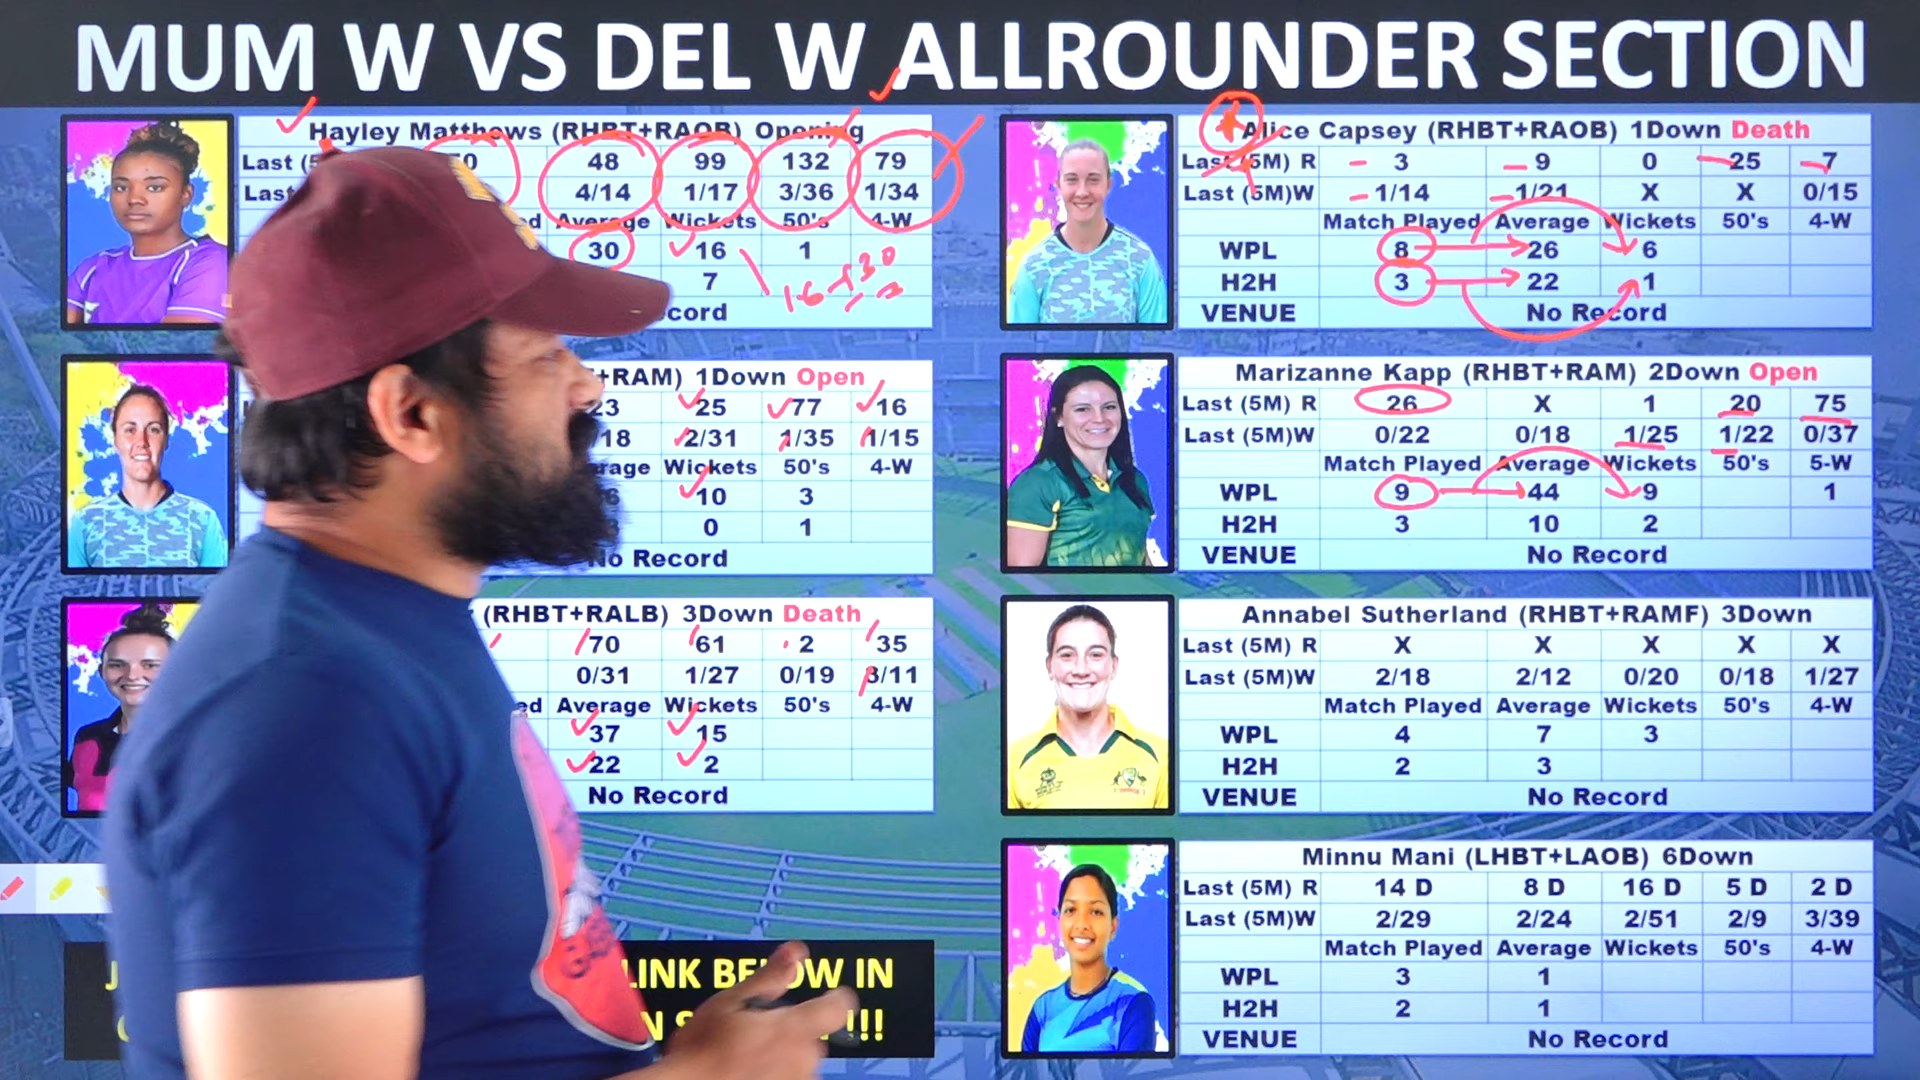 MUM W VS DEL W ALLROUNDER SECTION
Hayley Matthews (RHBT+RAOB) Opening
48 99 132 79
4/14 1/17 3/36 1/34
Average Wickets 50's 4-W
30 16 1
7
16+30
+RAM) 1Down Open
23 25 77 16
/18 2/31 1/35 1/15
Wickets 50's 4-W
10 3
0 1
No Record
(RHBT+RALB) 3Down Death
70 61 2 35
0/31 1/27 0/19 3/11
Average Wickets 50's 4-W
37 15
22 2
No Record
LINK BELOW IN
!!!
Alice Capsey (RHBT+RAOB) 1Down Death
Last (5M) R 3 9 0 25 7
Last (5M)W 1/14 1/21 X X 0/15
Match Played Average Wickets 50's 4-W
WPL 8 26 6
H2H 3 22 1
VENUE No Record
Marizanne Kapp (RHBT+RAM) 2Down Open
Last (5M) R 26 X 1 20 75
Last (5M)W 0/22 0/18 1/25 1/22 0/37
Match Played Average Wickets 50's 5-W
WPL 9 44 9 1
H2H 3 10 2
VENUE No Record
Annabel Sutherland (RHBT+RAMF) 3Down
Last (5M) R X X X X X
Last (5M)W 2/18 2/12 0/20 0/18 1/27
Match Played Average Wickets 50's 4-W
WPL 4 7 3
H2H 2 3
VENUE No Record
Minnu Mani (LHBT+LAOB) 6Down
Last (5M) R 14 D 8 D 16 D 5 D 2 D
Last (5M)W 2/29 2/24 2/51 2/9 3/39
Match Played Average Wickets 50's 4-W
WPL 3 1
H2H 2 1
VENUE No Record